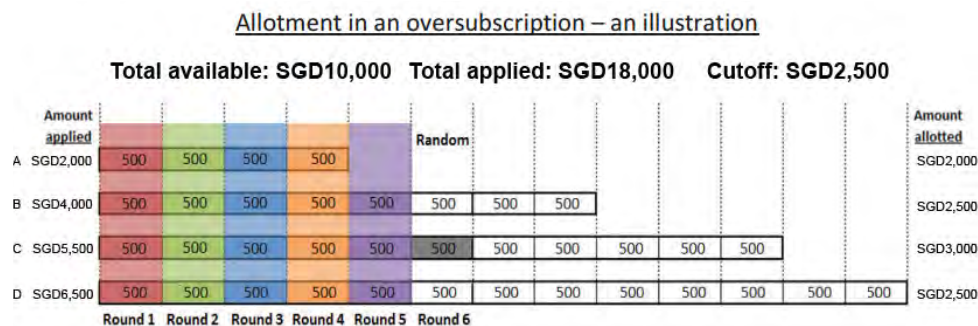 Allotment in an oversubscription – an illustration
Total available: SGD10,000 Total applied: SGD18,000 Cutoff: SGD2,500
Amount applied Random Amount allotted
A SGD2,000 500 500 500 500 SGD2,000
B SGD4,000 500 500 500 500 500 500 500 500 SGD2,500
C SGD5,500 500 500 500 500 500 500 500 500 500 500 500 SGD3,000
D SGD6,500 500 500 500 500 500 500 500 500 500 500 500 500 500 SGD2,500
Round 1 Round 2 Round 3 Round 4 Round 5 Round 6